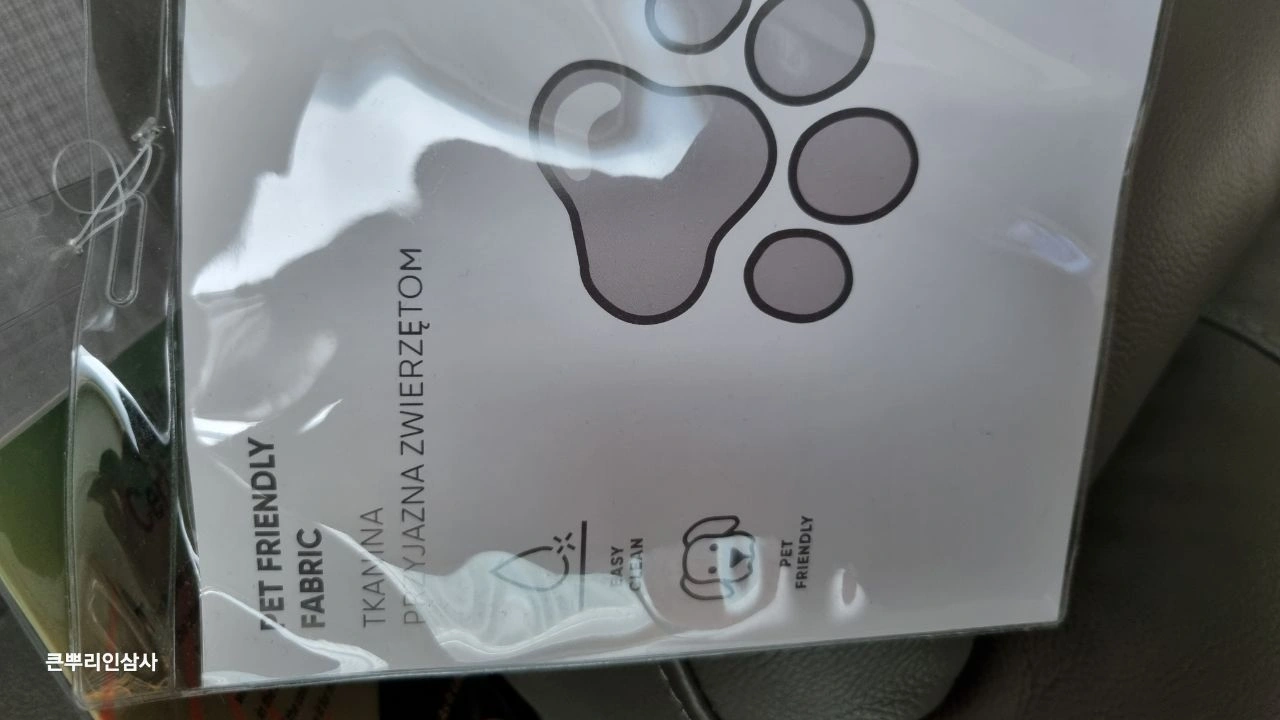 PET FRIENDLY
FABRIC
TKANINA
PRZYJAZNA ZWIERZĘTOM
EASY
CLEAN
PET
FRIENDLY
큰뿌리인삼사